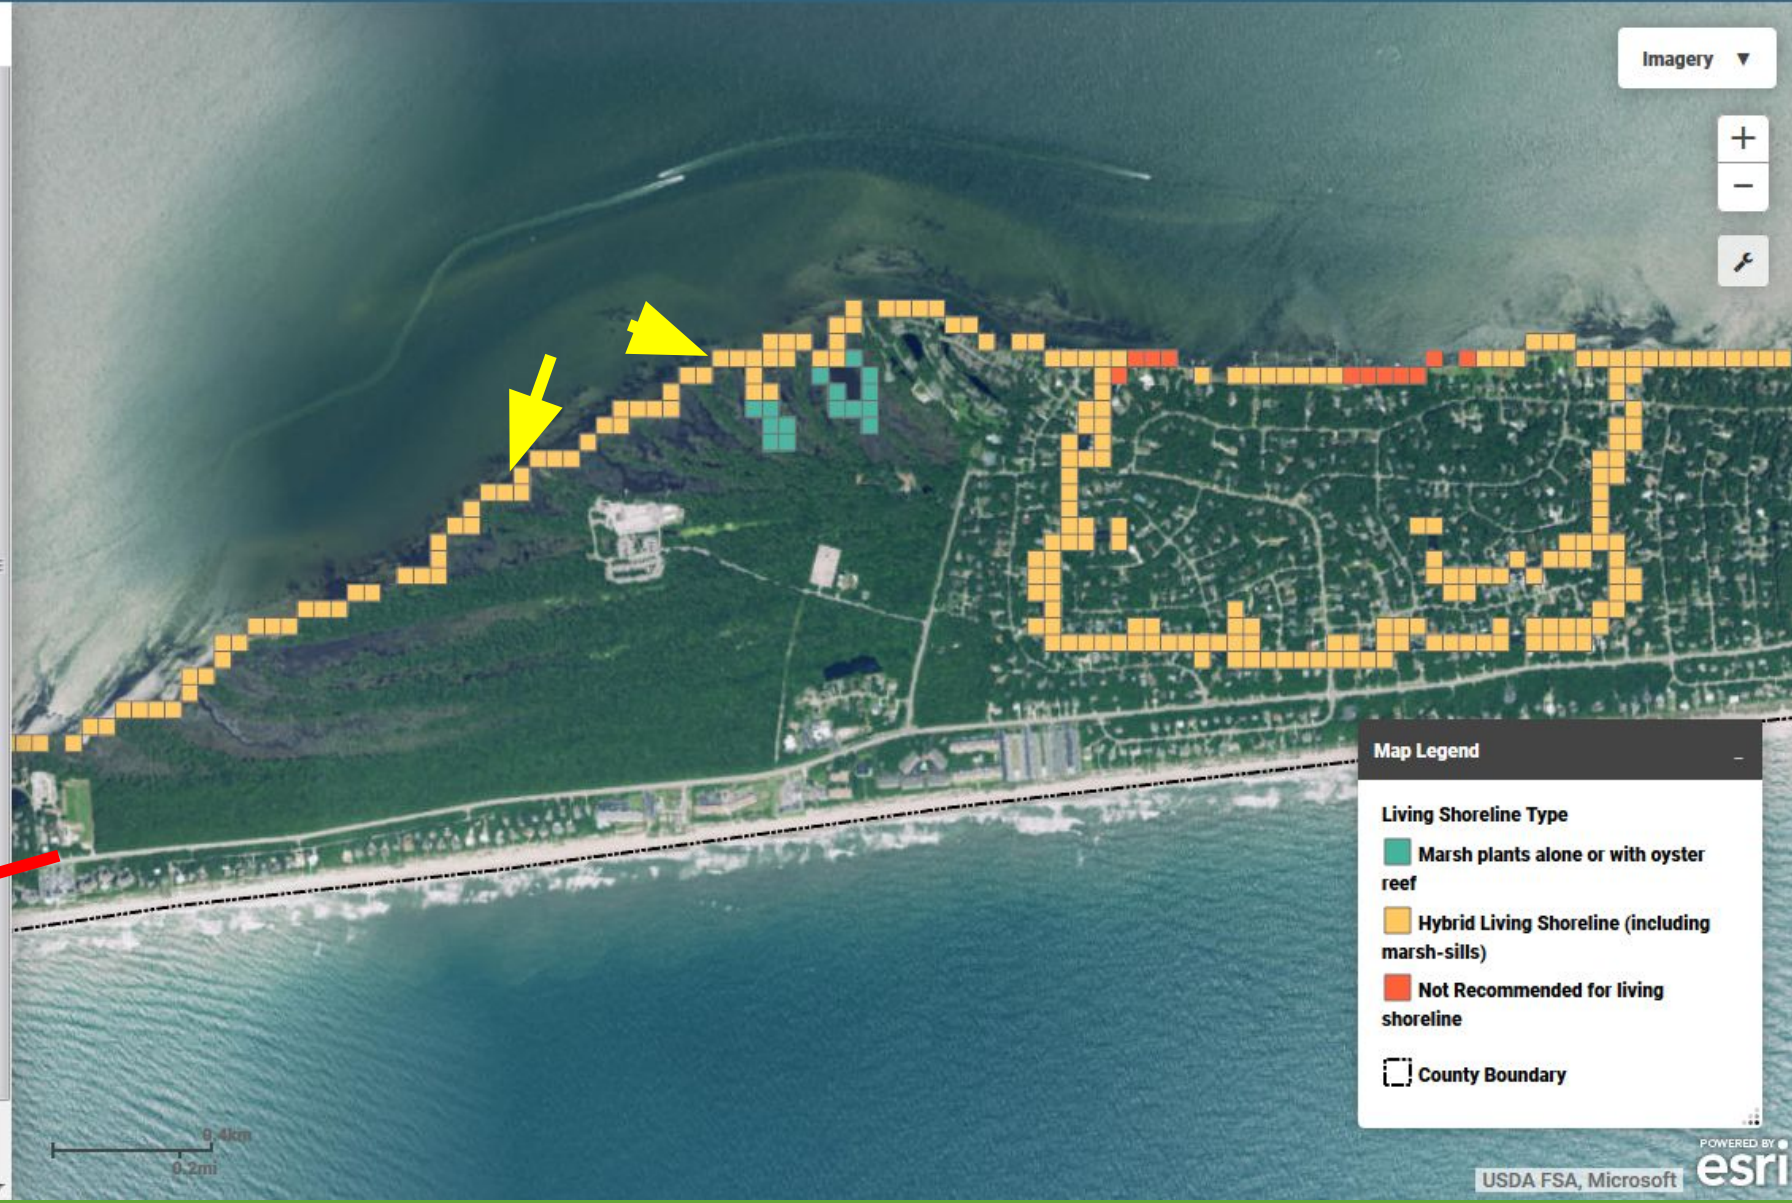 Imagery ▼
+
−
Map Legend
Living Shoreline Type
Marsh plants alone or with oyster
reef
Hybrid Living Shoreline (including
marsh-sills)
Not Recommended for living
shoreline
County Boundary
0.4km
0.2mi
POWERED BY
esri
USDA FSA, Microsoft